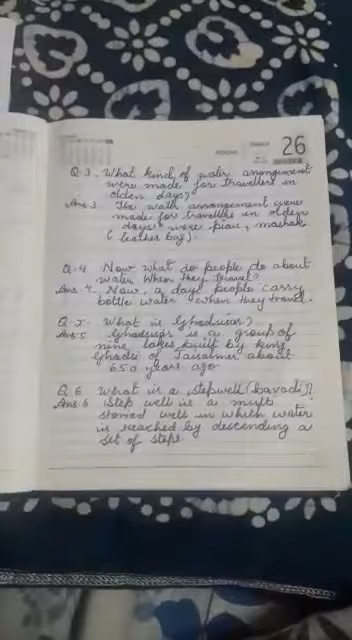 26
Q.3. What kind of water arrangement
were made for travellers in
olden days?
Ans.3 The water arrangement were
made for travellers in olden
days were piau, mashak
(leather bag).
Q.4 Now what do people do about
water when they travel?
Ans.4. Now, a days people carry
bottle water when they travel.
Q.5. What is Ghadsisar?
Ans.5 Ghadsisar is a group of
nine lakes built by king
Ghadsi of Jaisalmer about
650 years ago
Q.6 What is a stepwell (bavadi)?
Ans.6 Step well is a multi
storied well in which water
is reached by descending a
set of steps.